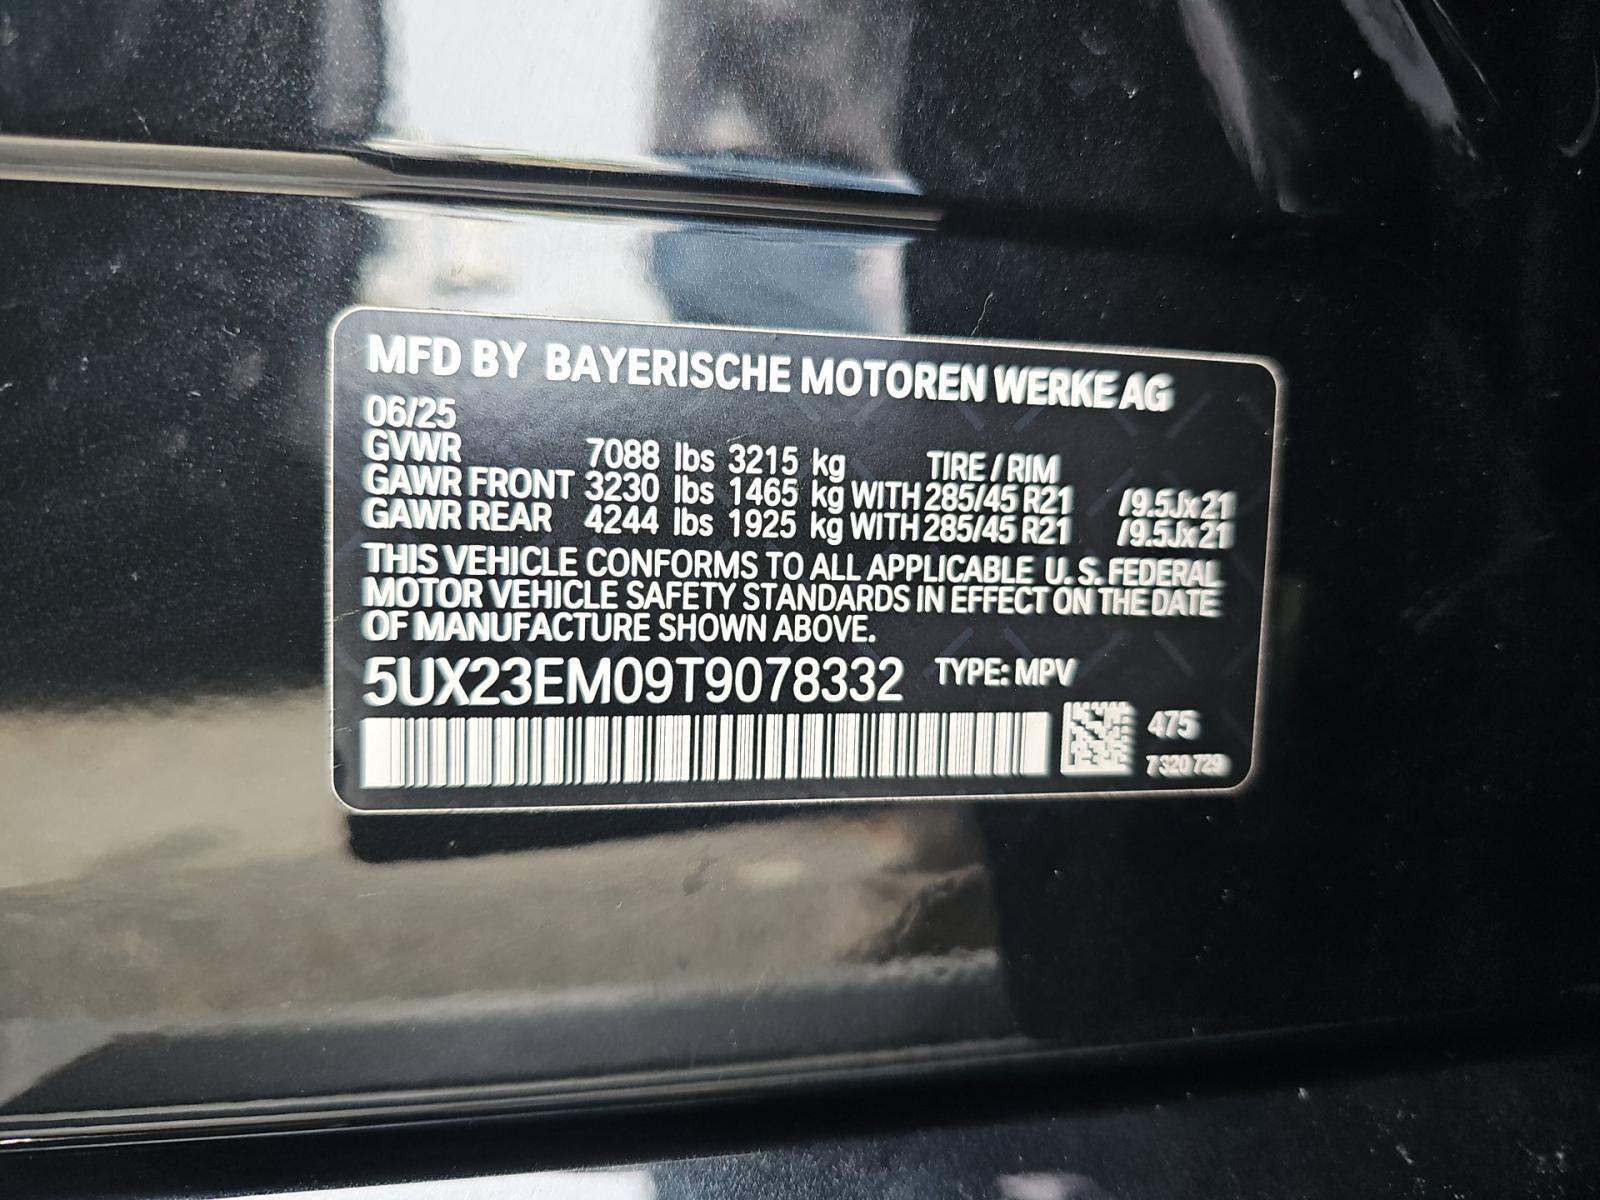 MFD BY BAYERISCHE MOTOREN WERKE AG
06/25
GVWR 7088 lbs 3215 kg TIRE / RIM
GAWR FRONT 3230 lbs 1465 kg WITH 285/45 R21 /9.5Jx21
GAWR REAR 4244 lbs 1925 kg WITH 285/45 R21 /9.5Jx21
THIS VEHICLE CONFORMS TO ALL APPLICABLE U.S. FEDERAL
MOTOR VEHICLE SAFETY STANDARDS IN EFFECT ON THE DATE
OF MANUFACTURE SHOWN ABOVE.
5UX23EM09T9078332 TYPE: MPV
475
7 320 729